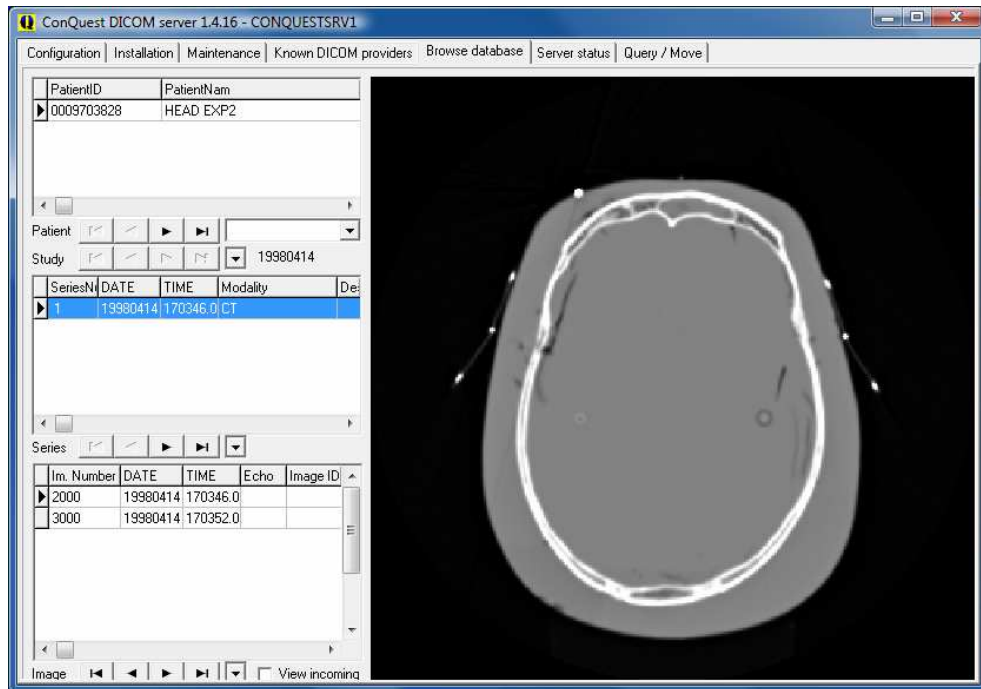 ConQuest DICOM server 1.4.16 - CONQUESTSRV1
Configuration Installation Maintenance Known DICOM providers Browse database Server status Query / Move
PatientID PatientNam
0009703828 HEAD EXP2
Patient
Study 19980414
SeriesNu DATE TIME Modality De
1 19980414 170346.0 CT
Series
Im. Number DATE TIME Echo Image ID
2000 19980414 170346.0
3000 19980414 170352.0
Image View incoming